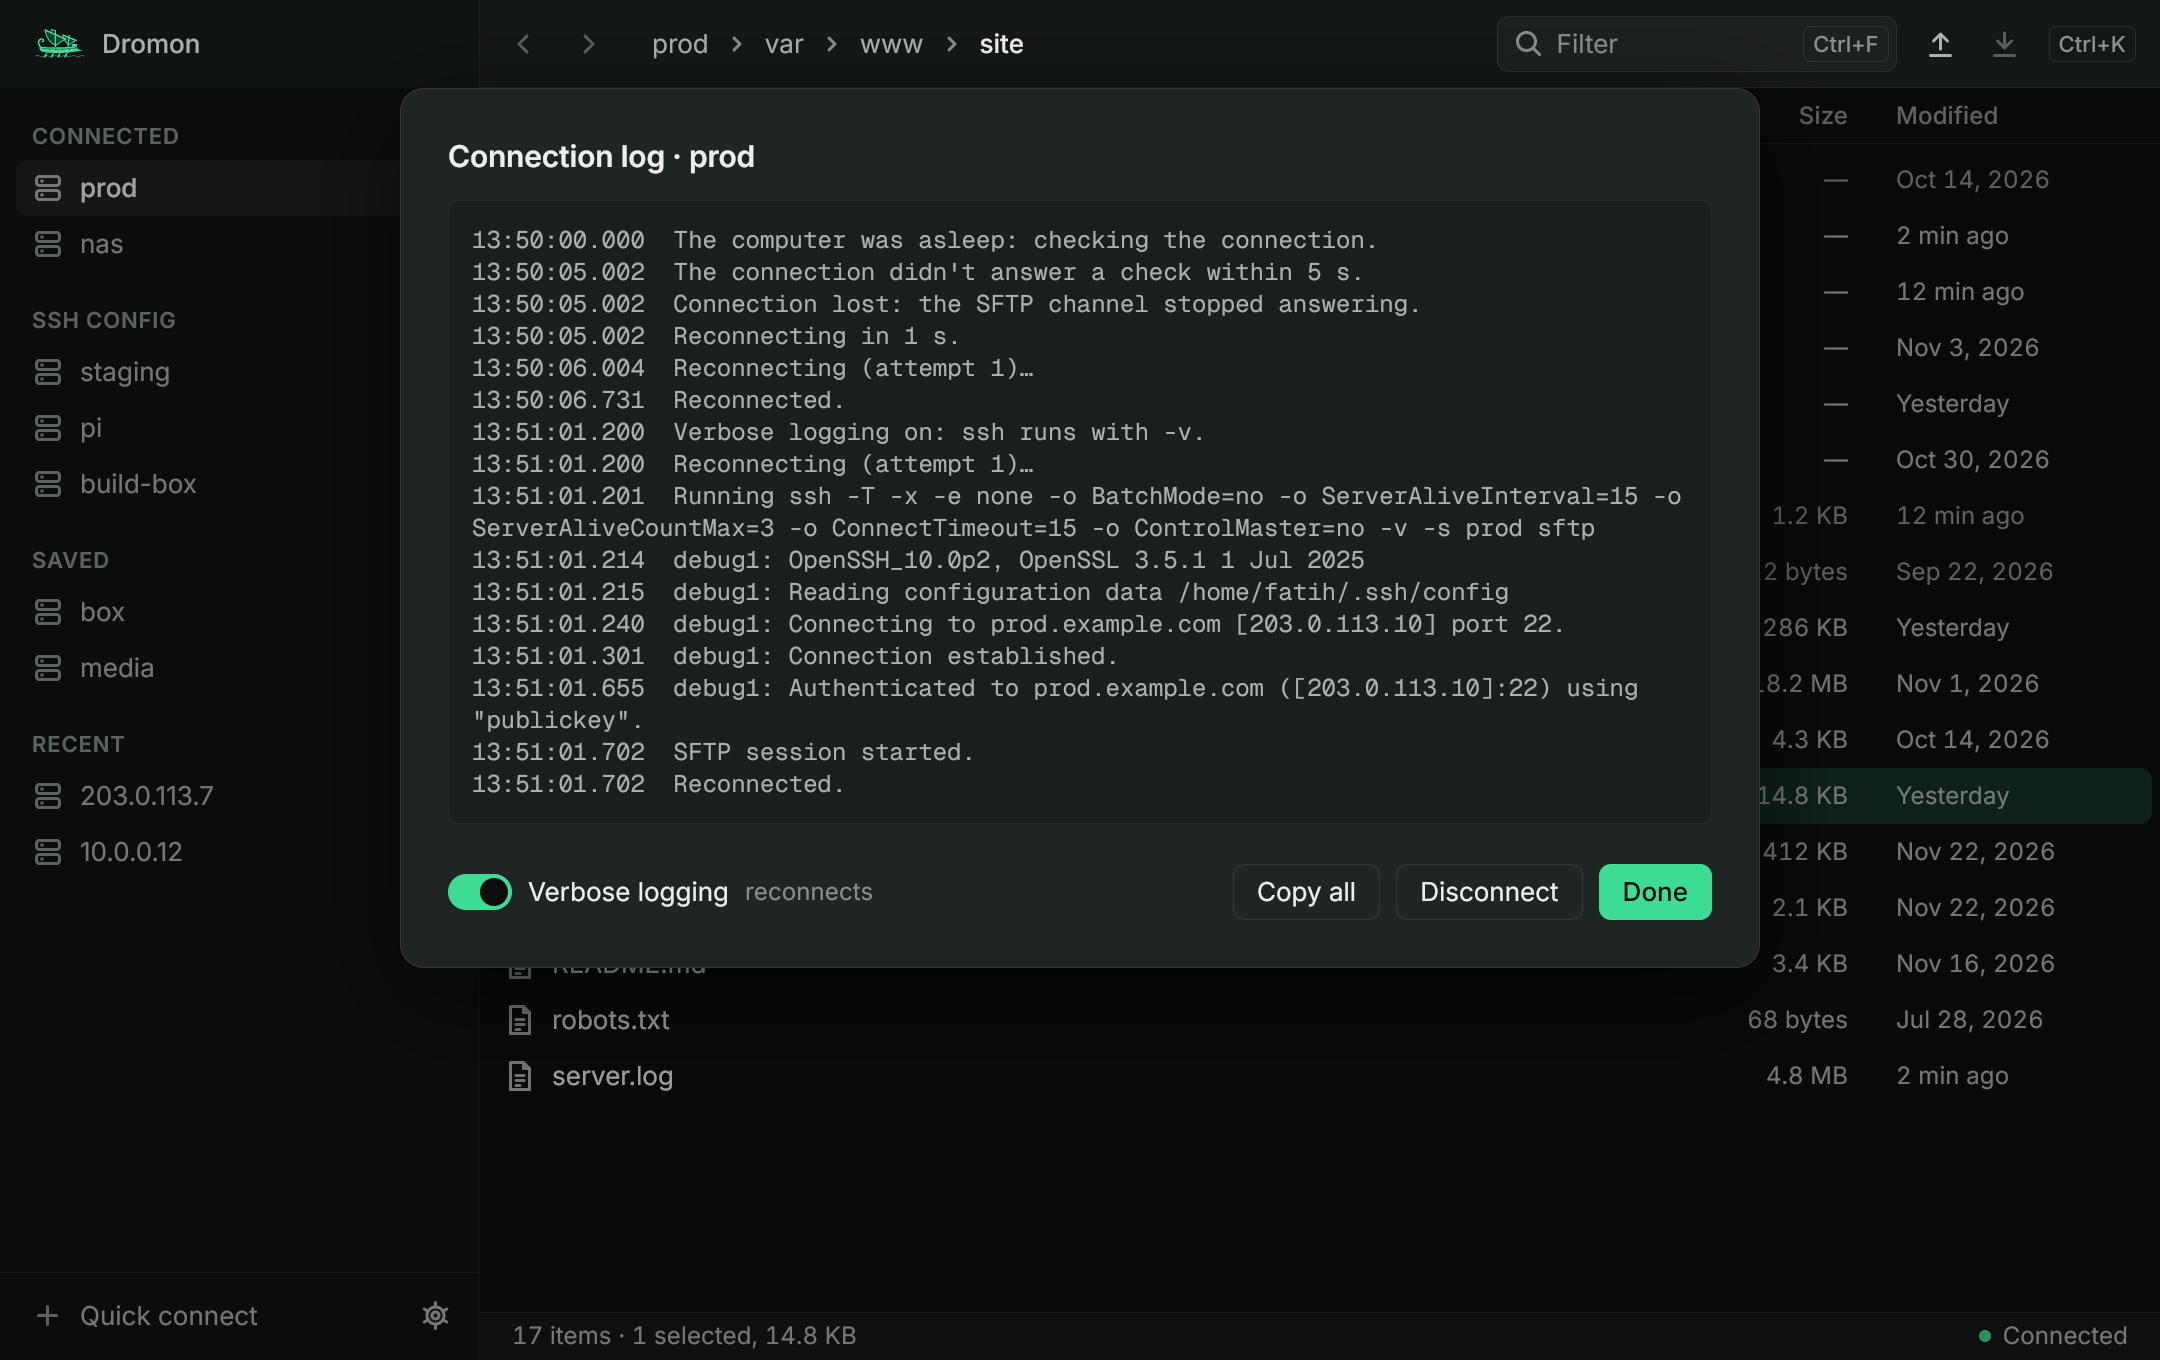 Dromon
prod › var › www › site
Filter
Ctrl+F
Ctrl+K
CONNECTED
prod
nas
SSH CONFIG
staging
pi
build-box
SAVED
box
media
RECENT
203.0.113.7
10.0.0.12
Quick connect
Connection log · prod
13:50:00.000  The computer was asleep: checking the connection.
13:50:05.002  The connection didn't answer a check within 5 s.
13:50:05.002  Connection lost: the SFTP channel stopped answering.
13:50:05.002  Reconnecting in 1 s.
13:50:06.004  Reconnecting (attempt 1)…
13:50:06.731  Reconnected.
13:51:01.200  Verbose logging on: ssh runs with -v.
13:51:01.200  Reconnecting (attempt 1)…
13:51:01.201  Running ssh -T -x -e none -o BatchMode=no -o ServerAliveInterval=15 -o
ServerAliveCountMax=3 -o ConnectTimeout=15 -o ControlMaster=no -v -s prod sftp
13:51:01.214  debug1: OpenSSH_10.0p2, OpenSSL 3.5.1 1 Jul 2025
13:51:01.215  debug1: Reading configuration data /home/fatih/.ssh/config
13:51:01.240  debug1: Connecting to prod.example.com [203.0.113.10] port 22.
13:51:01.301  debug1: Connection established.
13:51:01.655  debug1: Authenticated to prod.example.com ([203.0.113.10]:22) using
"publickey".
13:51:01.702  SFTP session started.
13:51:01.702  Reconnected.
Verbose logging reconnects
Copy all
Disconnect
Done
Size Modified
— Oct 14, 2026
— 2 min ago
— 12 min ago
— Nov 3, 2026
— Yesterday
— Oct 30, 2026
1.2 KB 12 min ago
bytes Sep 22, 2026
286 KB Yesterday
8.2 MB Nov 1, 2026
4.3 KB Oct 14, 2026
14.8 KB Yesterday
412 KB Nov 22, 2026
2.1 KB Nov 22, 2026
README.md 3.4 KB Nov 16, 2026
robots.txt 68 bytes Jul 28, 2026
server.log 4.8 MB 2 min ago
17 items · 1 selected, 14.8 KB
Connected